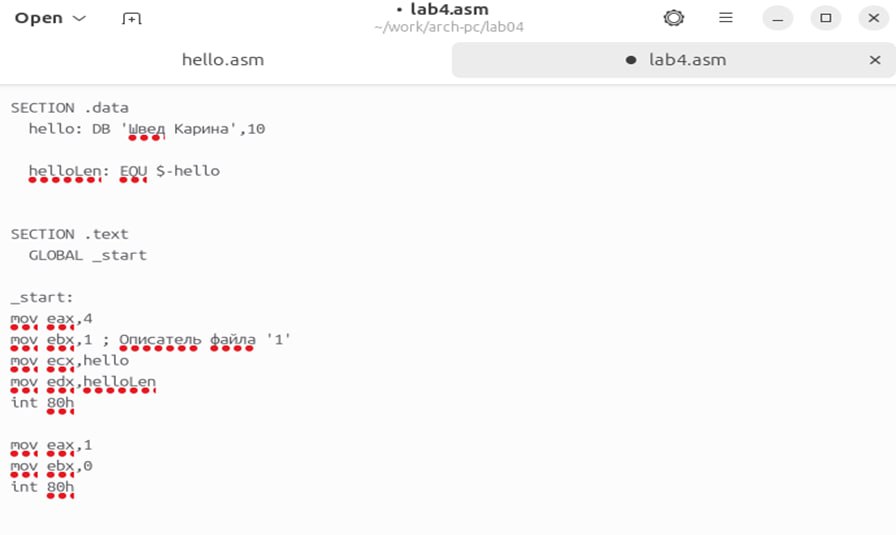 Open
• lab4.asm
~/work/arch-pc/lab04
hello.asm
● lab4.asm
SECTION .data
hello: DB 'Швед Карина',10
helloLen: EQU $-hello
SECTION .text
GLOBAL _start
_start:
mov eax,4
mov ebx,1 ; Описатель файла '1'
mov ecx,hello
mov edx,helloLen
int 80h
mov eax,1
mov ebx,0
int 80h